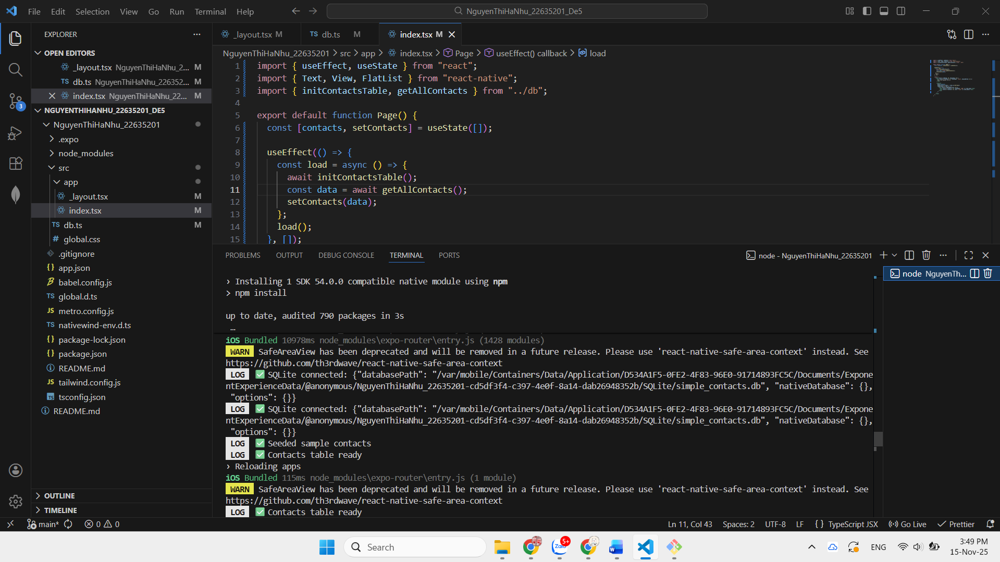 File Edit Selection View Go Run Terminal Help
NguyenThiHaNhu_22635201_De5
EXPLORER
OPEN EDITORS
_layout.tsx NguyenThiHaNhu_2... M
TS db.ts NguyenThiHaNhu_226352... M
index.tsx NguyenThiHaNhu_22... M
3
NGUYENTHIHANHU_22635201_DE5
NguyenThiHaNhu_22635201
.expo
node_modules
src
app
_layout.tsx M
index.tsx M
TS db.ts M
# global.css
.gitignore
{} app.json
babel.config.js
TS global.d.ts
JS metro.config.js
TS nativewind-env.d.ts
{} package-lock.json
{} package.json
README.md
JS tailwind.config.js
TS tsconfig.json
README.md
OUTLINE
TIMELINE
_layout.tsx M
TS db.ts M
index.tsx M
NguyenThiHaNhu_22635201 > src > app > index.tsx > Page > useEffect() callback > load
1 import { useEffect, useState } from "react";
2 import { Text, View, FlatList } from "react-native";
3 import { initContactsTable, getAllContacts } from "../db";
4
5 export default function Page() {
6 const [contacts, setContacts] = useState([]);
7
8 useEffect(() => {
9 const load = async () => {
10 await initContactsTable();
11 const data = await getAllContacts();
12 setContacts(data);
13 };
14 load();
15 }, []);
PROBLEMS OUTPUT DEBUG CONSOLE TERMINAL PORTS
node - NguyenThiHaNhu_22635201
node NguyenTh...
› Installing 1 SDK 54.0.0 compatible native module using npm
> npm install
up to date, audited 790 packages in 3s
…
iOS Bundled 10978ms node_modules\expo-router\entry.js (1428 modules)
WARN SafeAreaView has been deprecated and will be removed in a future release. Please use 'react-native-safe-area-context' instead. See
https://github.com/th3rdwave/react-native-safe-area-context
LOG ✅ SQLite connected: {"databasePath": "/var/mobile/Containers/Data/Application/D534A1F5-0FE2-4F83-96E0-91714893FC5C/Documents/Expone
ntExperienceData/@anonymous/NguyenThiHaNhu_22635201-cd5df3f4-c397-4e0f-8a14-dab26948352b/SQLite/simple_contacts.db", "nativeDatabase": {},
"options": {}}
LOG ✅ SQLite connected: {"databasePath": "/var/mobile/Containers/Data/Application/D534A1F5-0FE2-4F83-96E0-91714893FC5C/Documents/Expone
ntExperienceData/@anonymous/NguyenThiHaNhu_22635201-cd5df3f4-c397-4e0f-8a14-dab26948352b/SQLite/simple_contacts.db", "nativeDatabase": {},
"options": {}}
LOG ✅ Seeded sample contacts
LOG ✅ Contacts table ready
› Reloading apps
iOS Bundled 115ms node_modules\expo-router\entry.js (1 module)
WARN SafeAreaView has been deprecated and will be removed in a future release. Please use 'react-native-safe-area-context' instead. See
https://github.com/th3rdwave/react-native-safe-area-context
LOG ✅ Contacts table ready
main* 0 0
Ln 11, Col 43 Spaces: 2 UTF-8 LF {} TypeScript JSX Go Live Prettier
Search
Zalo 5+
W
ENG
3:49 PM
15-Nov-25